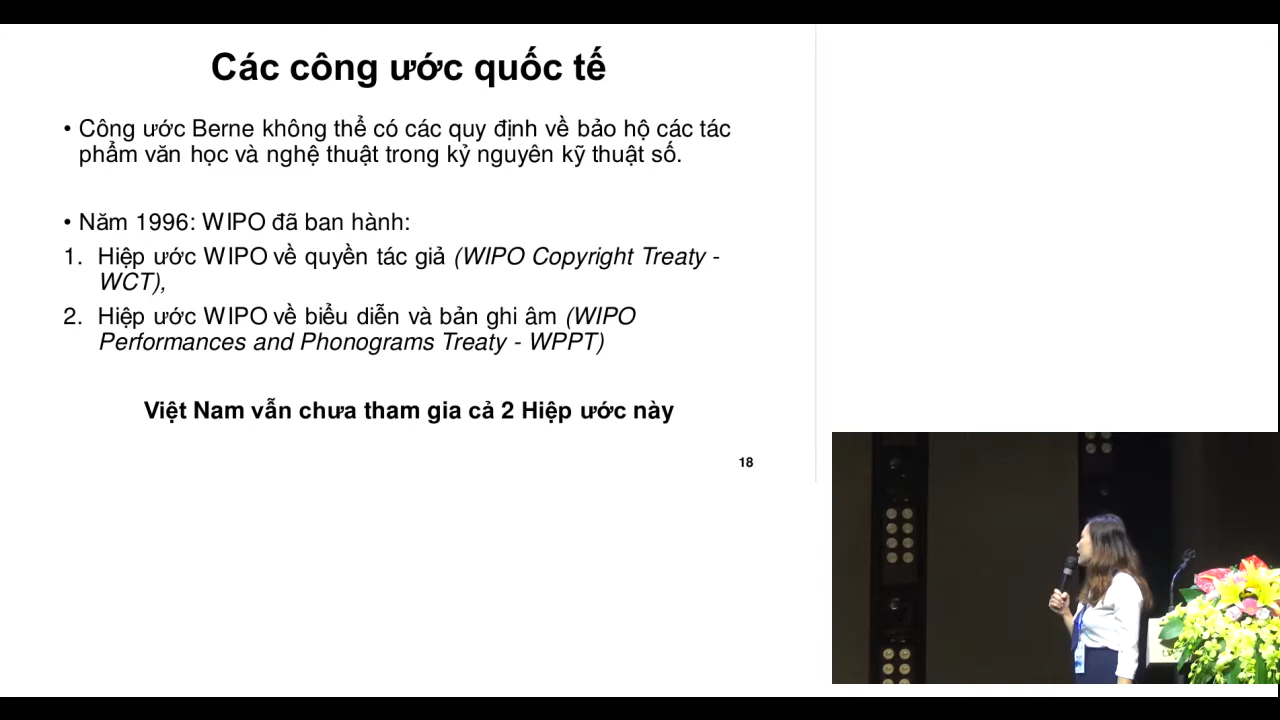 Các công ước quốc tế
• Công ước Berne không thể có các quy định về bảo hộ các tác
phẩm văn học và nghệ thuật trong kỷ nguyên kỹ thuật số.
• Năm 1996: WIPO đã ban hành:
1. Hiệp ước WIPO về quyền tác giả (WIPO Copyright Treaty -
WCT),
2. Hiệp ước WIPO về biểu diễn và bản ghi âm (WIPO
Performances and Phonograms Treaty - WPPT)
Việt Nam vẫn chưa tham gia cả 2 Hiệp ước này
18